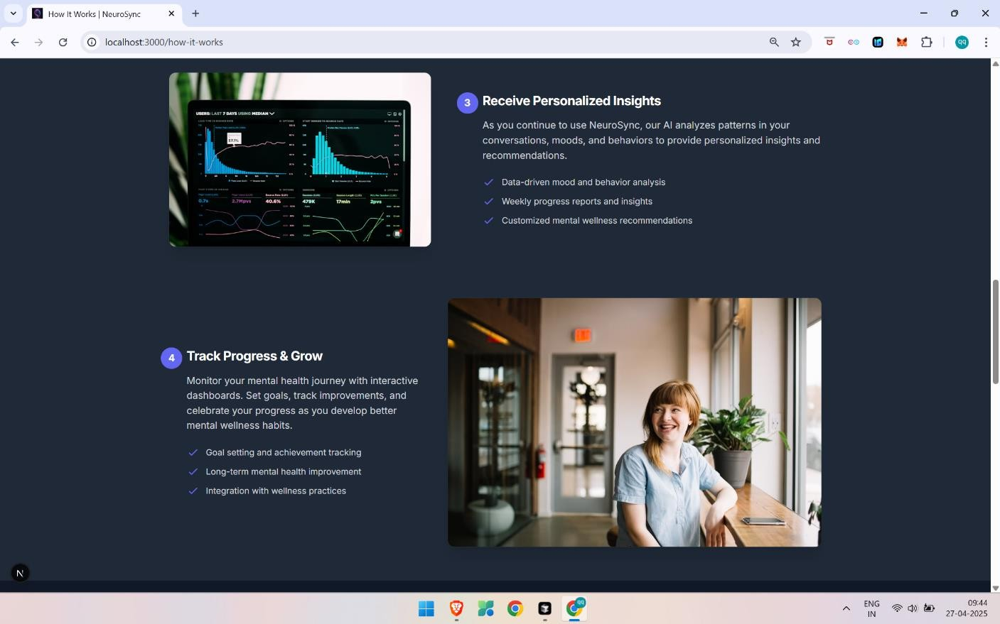 How It Works | NeuroSync
localhost:3000/how-it-works
qq
USERS: LAST 7 DAYS USING MEDIAN
OPTIONS
OPTIONS
57.1%
OPTIONS
OPTIONS
0.7s
2.7Mpvs
40.6%
479K
17min
2pvs
3
Receive Personalized Insights
As you continue to use NeuroSync, our AI analyzes patterns in your
conversations, moods, and behaviors to provide personalized insights and
recommendations.
Data-driven mood and behavior analysis
Weekly progress reports and insights
Customized mental wellness recommendations
4
Track Progress & Grow
Monitor your mental health journey with interactive
dashboards. Set goals, track improvements, and
celebrate your progress as you develop better
mental wellness habits.
Goal setting and achievement tracking
Long-term mental health improvement
Integration with wellness practices
N
qq
ENG
IN
09:44
27-04-2025